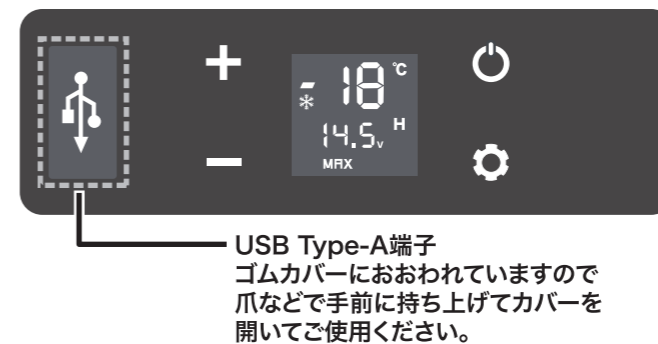 -18℃
14.5v H
MAX
USB Type-A端子
ゴムカバーにおおわれていますので
爪などで手前に持ち上げてカバーを
開いてご使用ください。